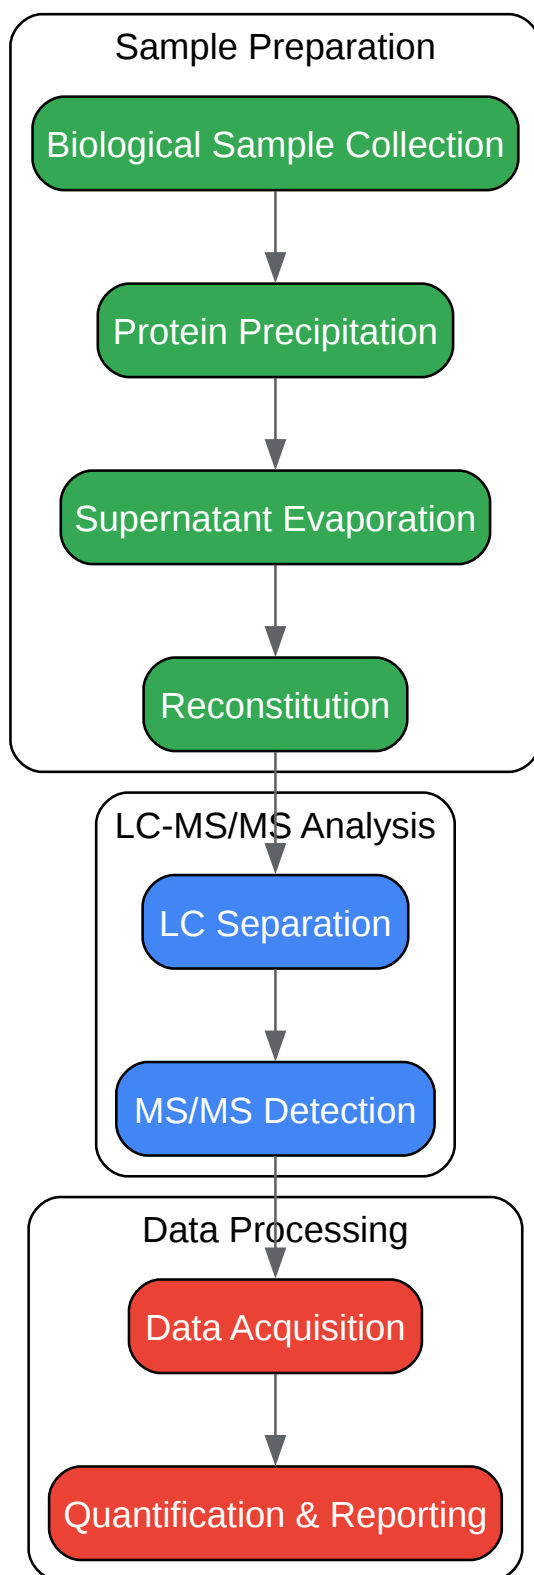 Sample Preparation
Biological Sample Collection
Protein Precipitation
Supernatant Evaporation
Reconstitution
LC-MS/MS Analysis
LC Separation
MS/MS Detection
Data Processing
Data Acquisition
Quantification & Reporting